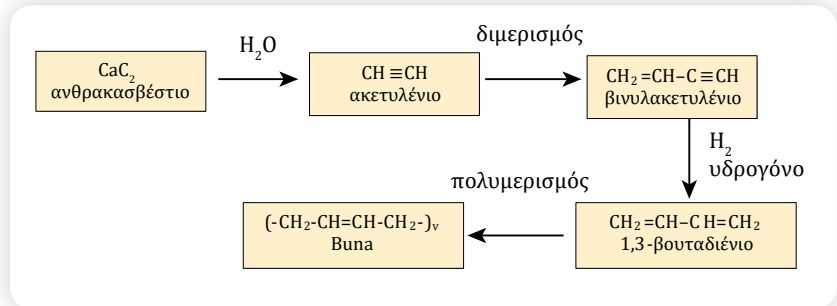 CaC₂
ανθρακασβέστιο
H₂O
CH ≡CH
ακετυλένιο
διμερισμός
CH₂ =CH–C ≡CH
βινυλακετυλένιο
H₂
υδρογόνο
CH₂ =CH–C H=CH₂
1,3-βουταδιένιο
πολυμερισμός
(-CH₂-CH=CH-CH₂-)ᵥ
Buna